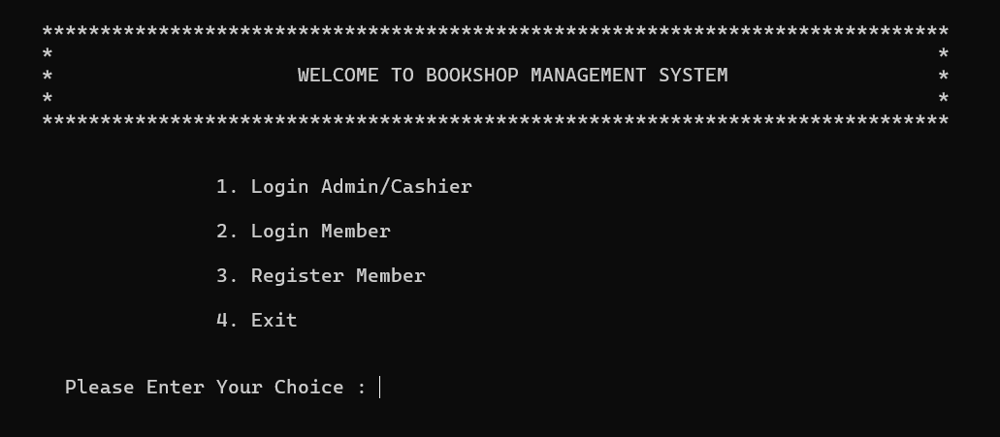 ******************************************************************************
* *
* WELCOME TO BOOKSHOP MANAGEMENT SYSTEM *
* *
******************************************************************************
1. Login Admin/Cashier
2. Login Member
3. Register Member
4. Exit
Please Enter Your Choice :